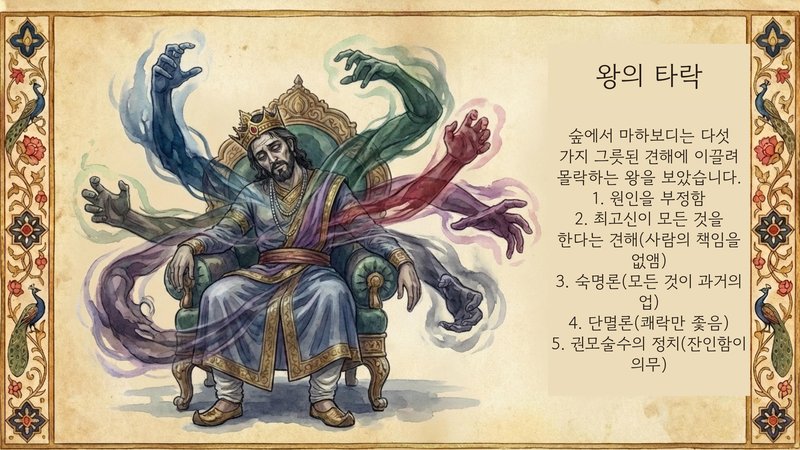 왕의 타락
숲에서 마하보디는 다섯
가지 그릇된 견해에 이끌려
몰락하는 왕을 보았습니다.
1. 원인을 부정함
2. 최고신이 모든 것을
한다는 견해(사람의 책임을
없앰)
3. 숙명론(모든 것이 과거의
업)
4. 단멸론(쾌락만 좇음)
5. 권모술수의 정치(잔인함이
의무)